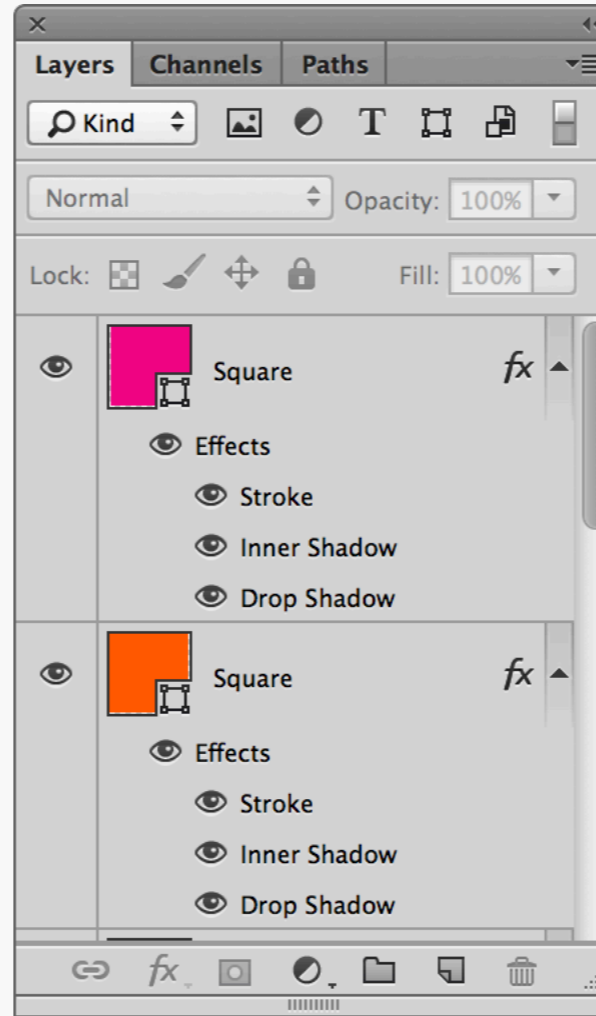 Layers Channels Paths
Kind T
Normal Opacity: 100%
Lock: Fill: 100%
Square fx
Effects
Stroke
Inner Shadow
Drop Shadow
Square fx
Effects
Stroke
Inner Shadow
Drop Shadow
fx